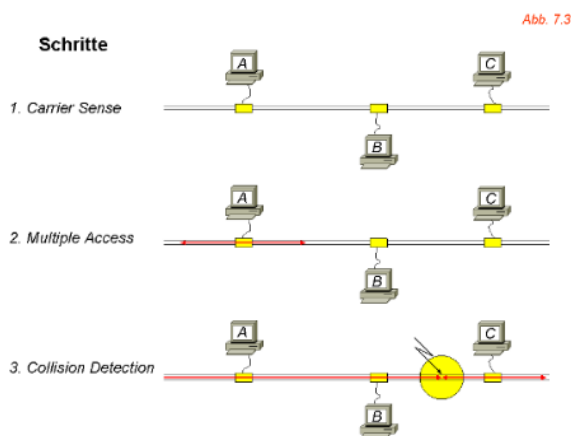 Abb. 7.3
Schritte
A
C
1. Carrier Sense
B
A
C
2. Multiple Access
B
A
C
3. Collision Detection
B